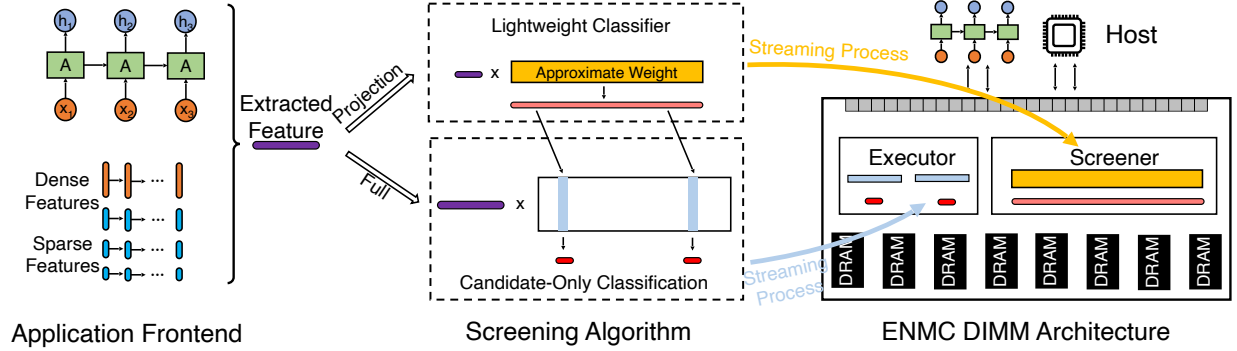 h1 h2 h3
A A A
x1 x2 x3
Dense
Features
...
...
Sparse
Features
...
...
Application Frontend
Extracted
Feature
Projection
Full
Lightweight Classifier
x
Approximate Weight
x
Candidate-Only Classification
Screening Algorithm
Streaming Process
Streaming
Process
Host
Executor
Screener
DRAM DRAM DRAM DRAM DRAM DRAM DRAM DRAM
ENMC DIMM Architecture